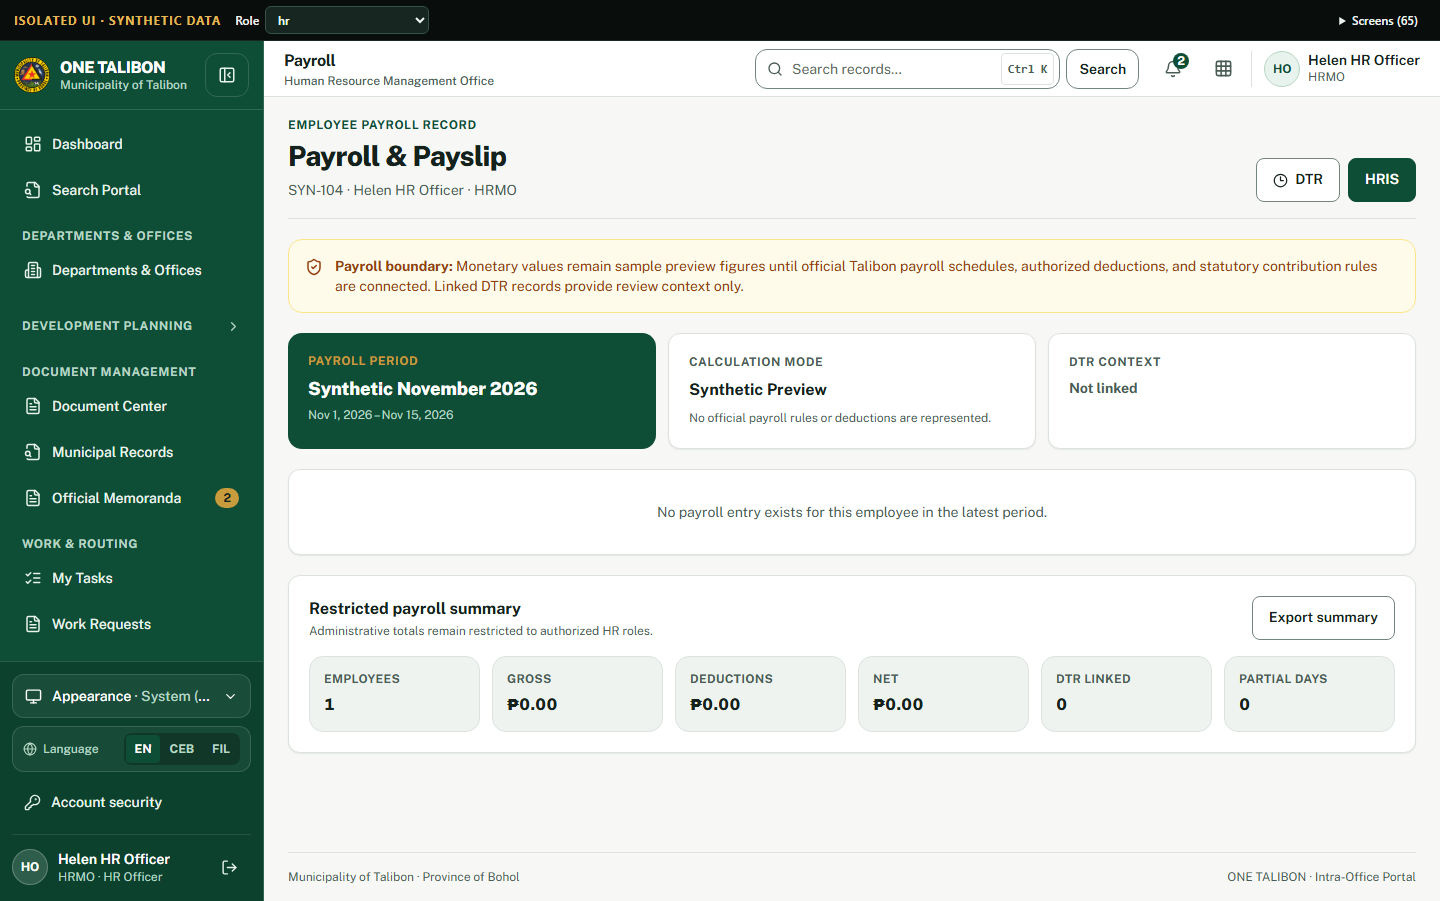 ISOLATED UI · SYNTHETIC DATA Role hr Screens (65)
ONE TALIBON
Municipality of Talibon
Payroll
Human Resource Management Office
Search records... Ctrl K Search 2 HO Helen HR Officer
HRMO
Dashboard
Search Portal
DEPARTMENTS & OFFICES
Departments & Offices
DEVELOPMENT PLANNING
DOCUMENT MANAGEMENT
Document Center
Municipal Records
Official Memoranda 2
WORK & ROUTING
My Tasks
Work Requests
Appearance · System (...
Language EN CEB FIL
Account security
HO Helen HR Officer
HRMO · HR Officer
EMPLOYEE PAYROLL RECORD
Payroll & Payslip
SYN-104 · Helen HR Officer · HRMO
DTR HRIS
Payroll boundary: Monetary values remain sample preview figures until official Talibon payroll schedules, authorized deductions, and statutory contribution rules
are connected. Linked DTR records provide review context only.
PAYROLL PERIOD
Synthetic November 2026
Nov 1, 2026 – Nov 15, 2026
CALCULATION MODE
Synthetic Preview
No official payroll rules or deductions are represented.
DTR CONTEXT
Not linked
No payroll entry exists for this employee in the latest period.
Restricted payroll summary
Administrative totals remain restricted to authorized HR roles.
Export summary
EMPLOYEES
1
GROSS
₱0.00
DEDUCTIONS
₱0.00
NET
₱0.00
DTR LINKED
0
PARTIAL DAYS
0
Municipality of Talibon · Province of Bohol
ONE TALIBON · Intra-Office Portal